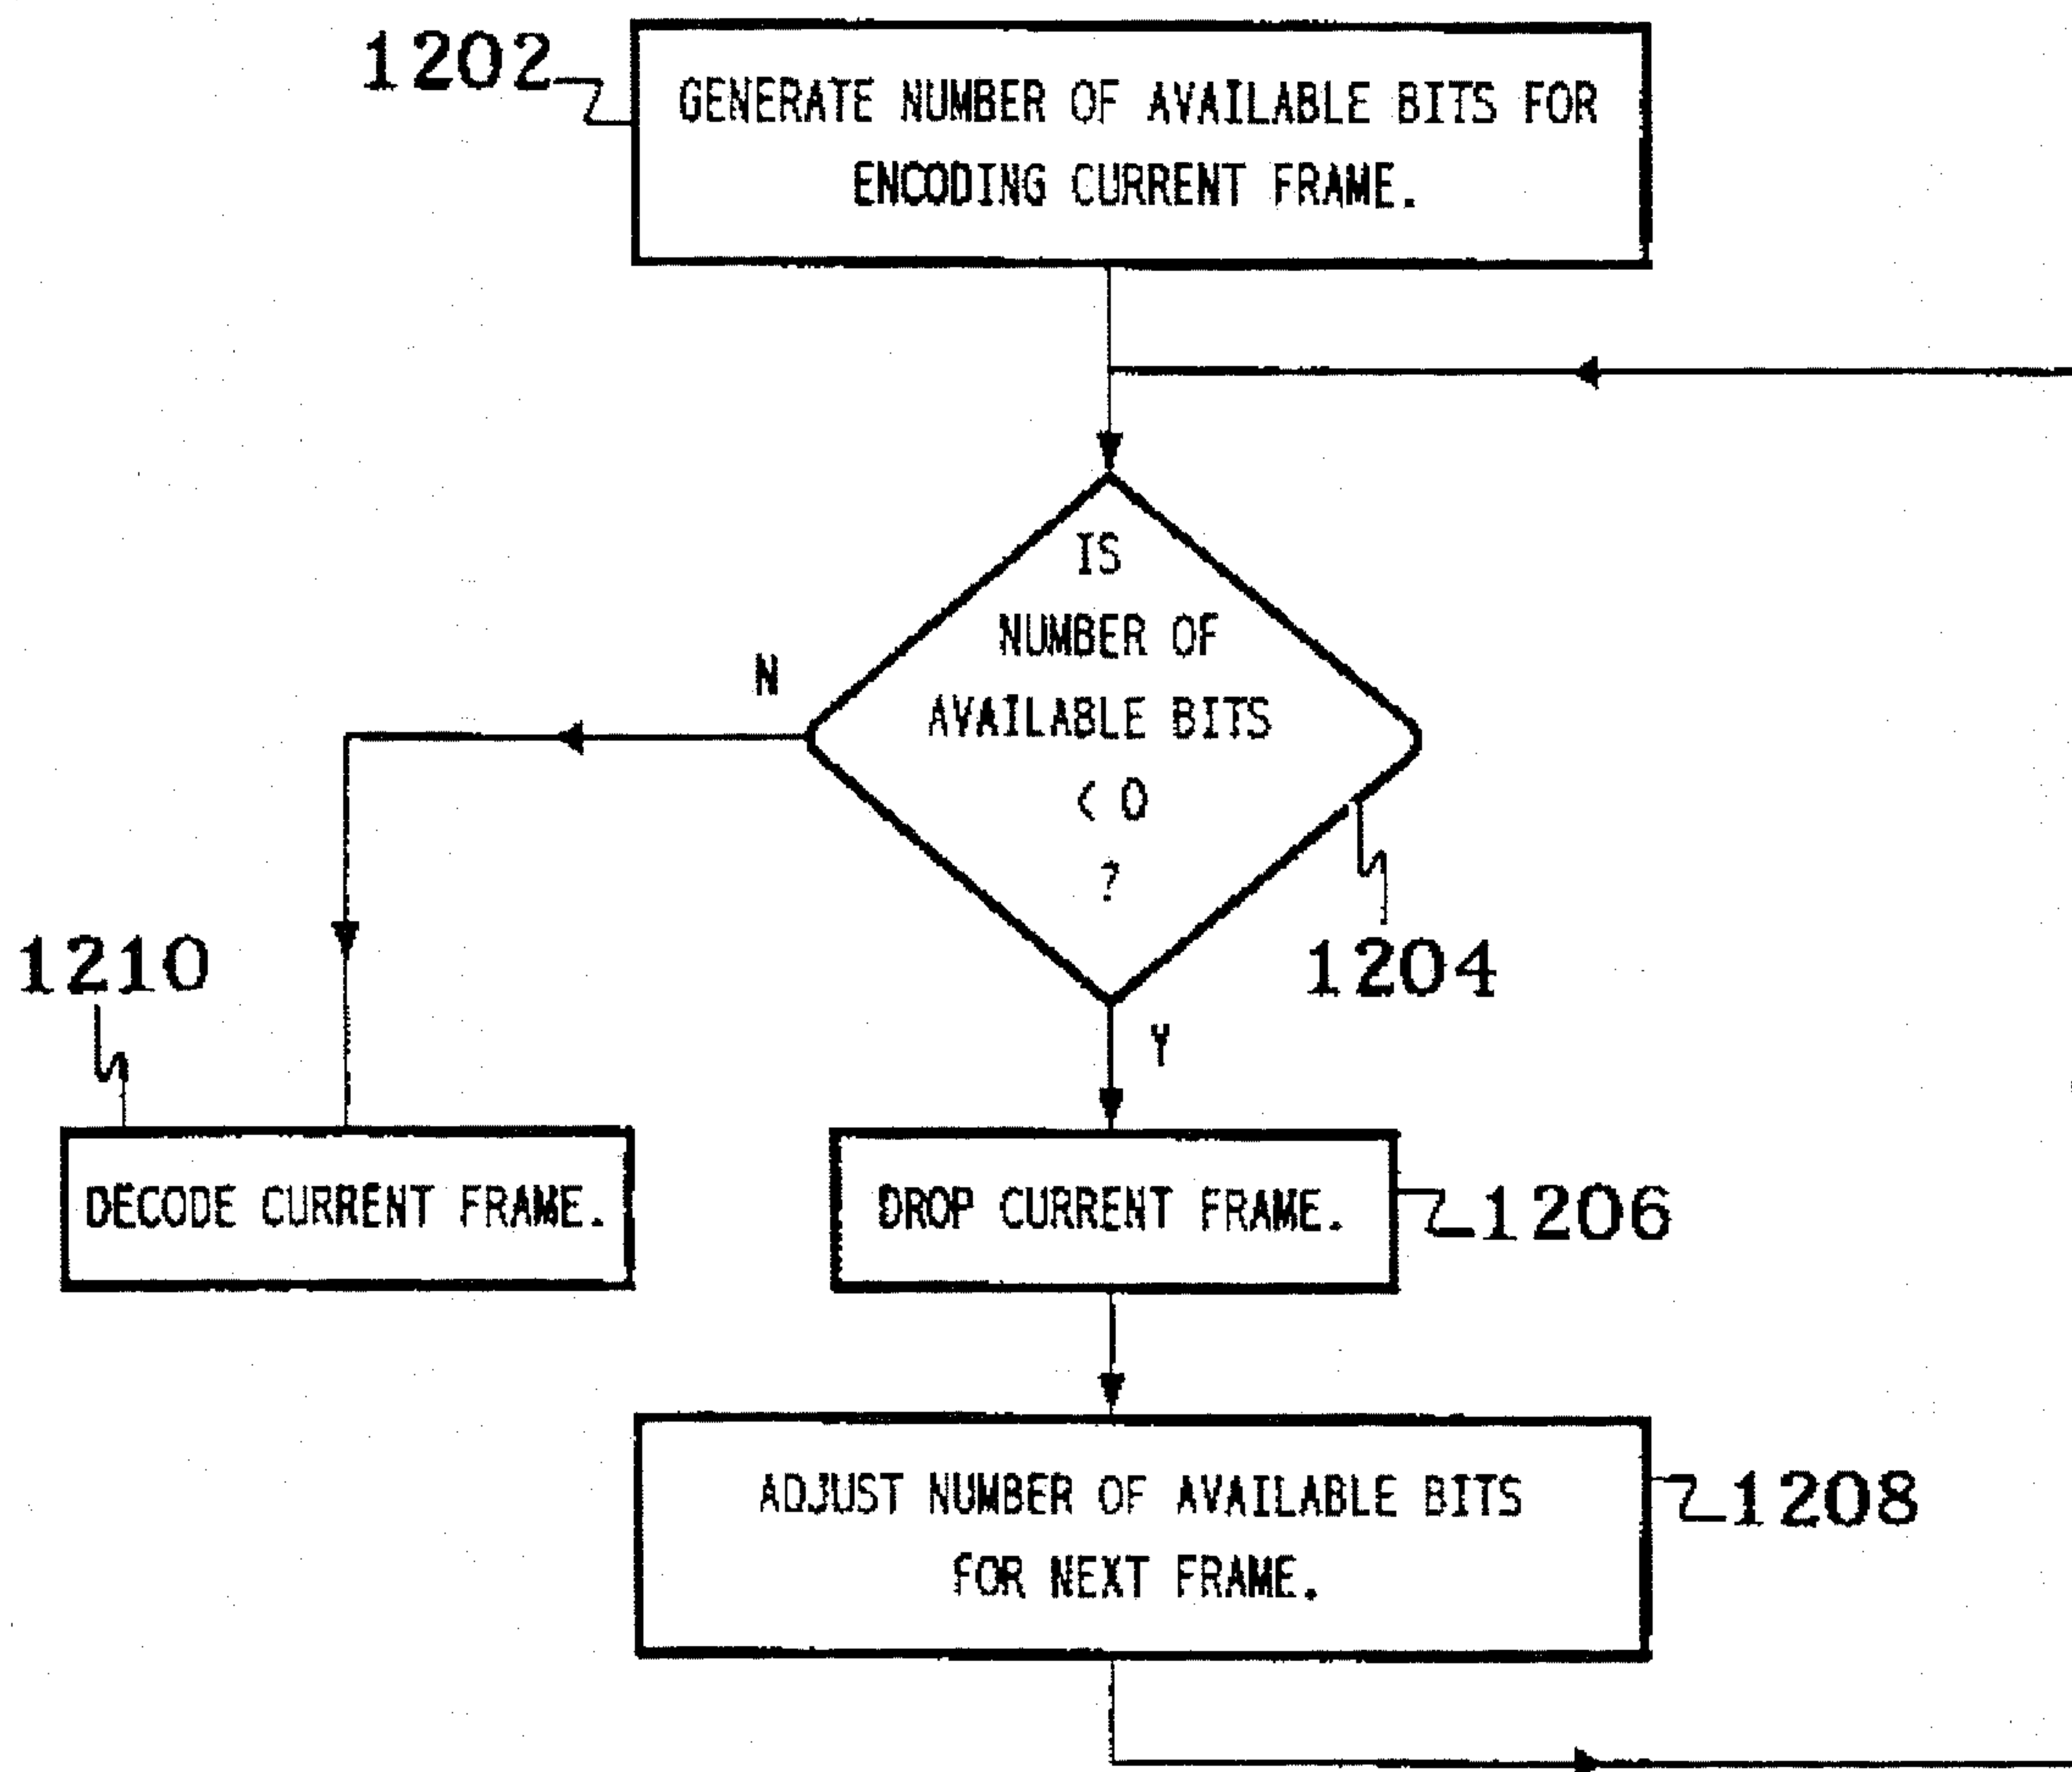 1202
GENERATE NUMBER OF AVAILABLE BITS FOR
ENCODING CURRENT FRAME.
IS
NUMBER OF
AVAILABLE BITS
< 0
?
N
1204
1210
Y
DECODE CURRENT FRAME.
DROP CURRENT FRAME.
1206
ADJUST NUMBER OF AVAILABLE BITS
FOR NEXT FRAME.
1208